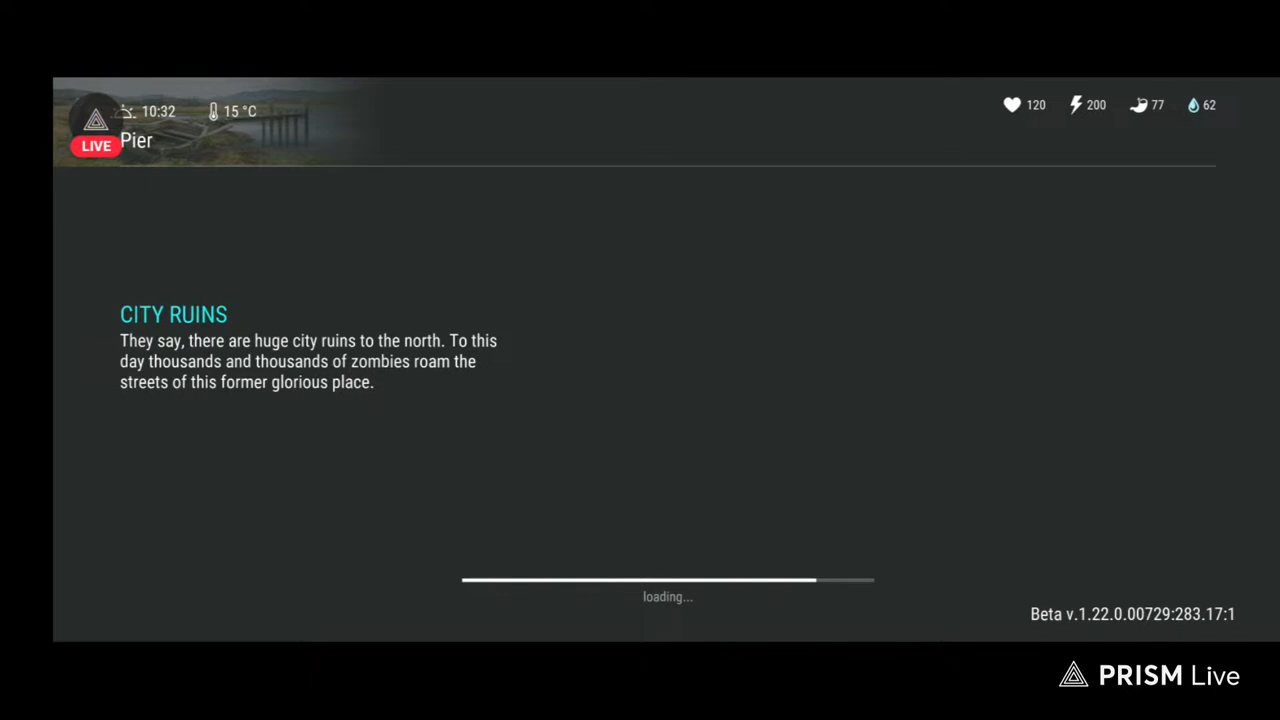 10:32 15 °C
120 200 77 62
LIVE Pier
CITY RUINS
They say, there are huge city ruins to the north. To this
day thousands and thousands of zombies roam the
streets of this former glorious place.
loading...
Beta v.1.22.0.00729:283.17:1
PRISM Live